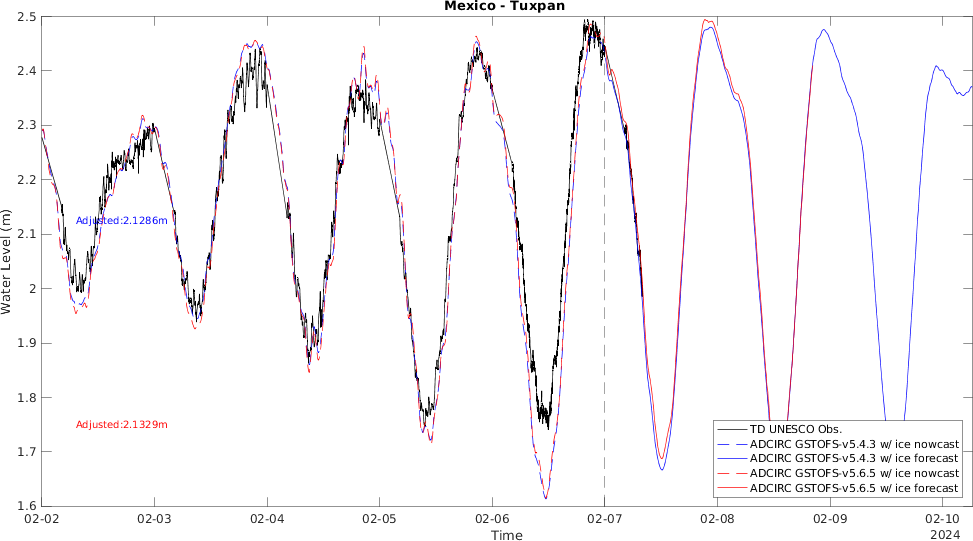 Mexico - Tuxpan
Water Level (m)
2.5
2.4
2.3
2.2
2.1
2
1.9
1.8
1.7
1.6
Adjusted:2.1286m
Adjusted:2.1329m
TD UNESCO Obs.
ADCIRC GSTOFS-v5.4.3 w/ ice nowcast
ADCIRC GSTOFS-v5.4.3 w/ ice forecast
ADCIRC GSTOFS-v5.6.5 w/ ice nowcast
ADCIRC GSTOFS-v5.6.5 w/ ice forecast
02-02 02-03 02-04 02-05 02-06 02-07 02-08 02-09 02-10
Time
2024